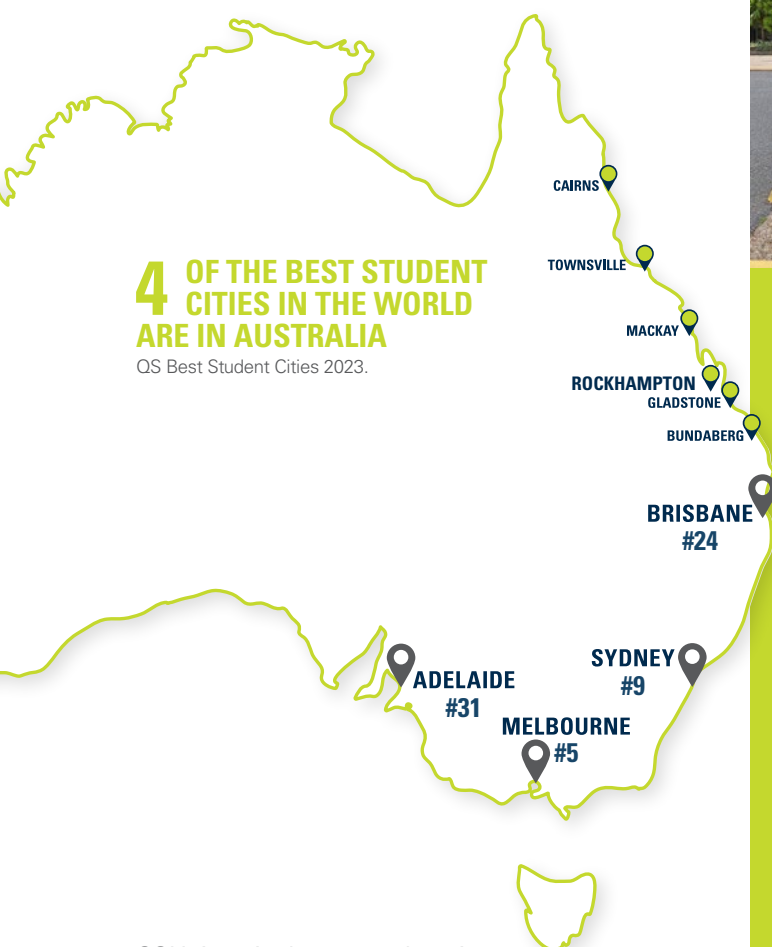 CAIRNS
4 OF THE BEST STUDENT
CITIES IN THE WORLD
ARE IN AUSTRALIA
QS Best Student Cities 2023.
TOWNSVILLE
MACKAY
ROCKHAMPTON
GLADSTONE
BUNDABERG
BRISBANE
#24
SYDNEY
#9
ADELAIDE
#31
MELBOURNE
#5